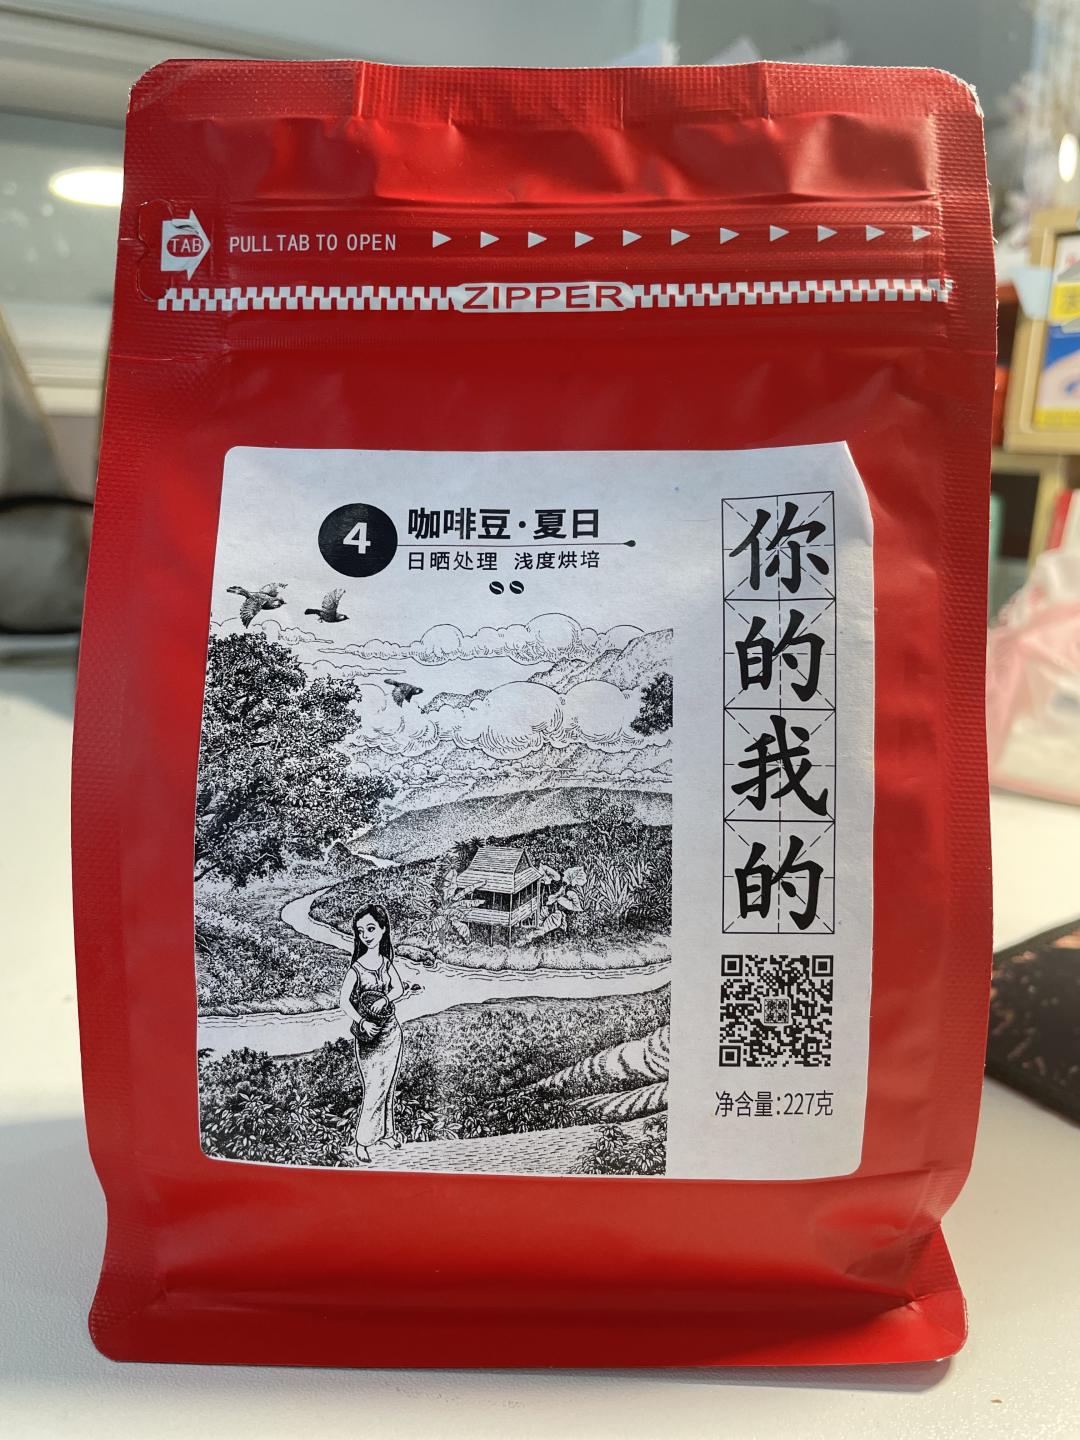 TAB
PULL TAB TO OPEN
ZIPPER
4
咖啡豆·夏日
日晒处理 浅度烘培
你的我的
净含量:227克